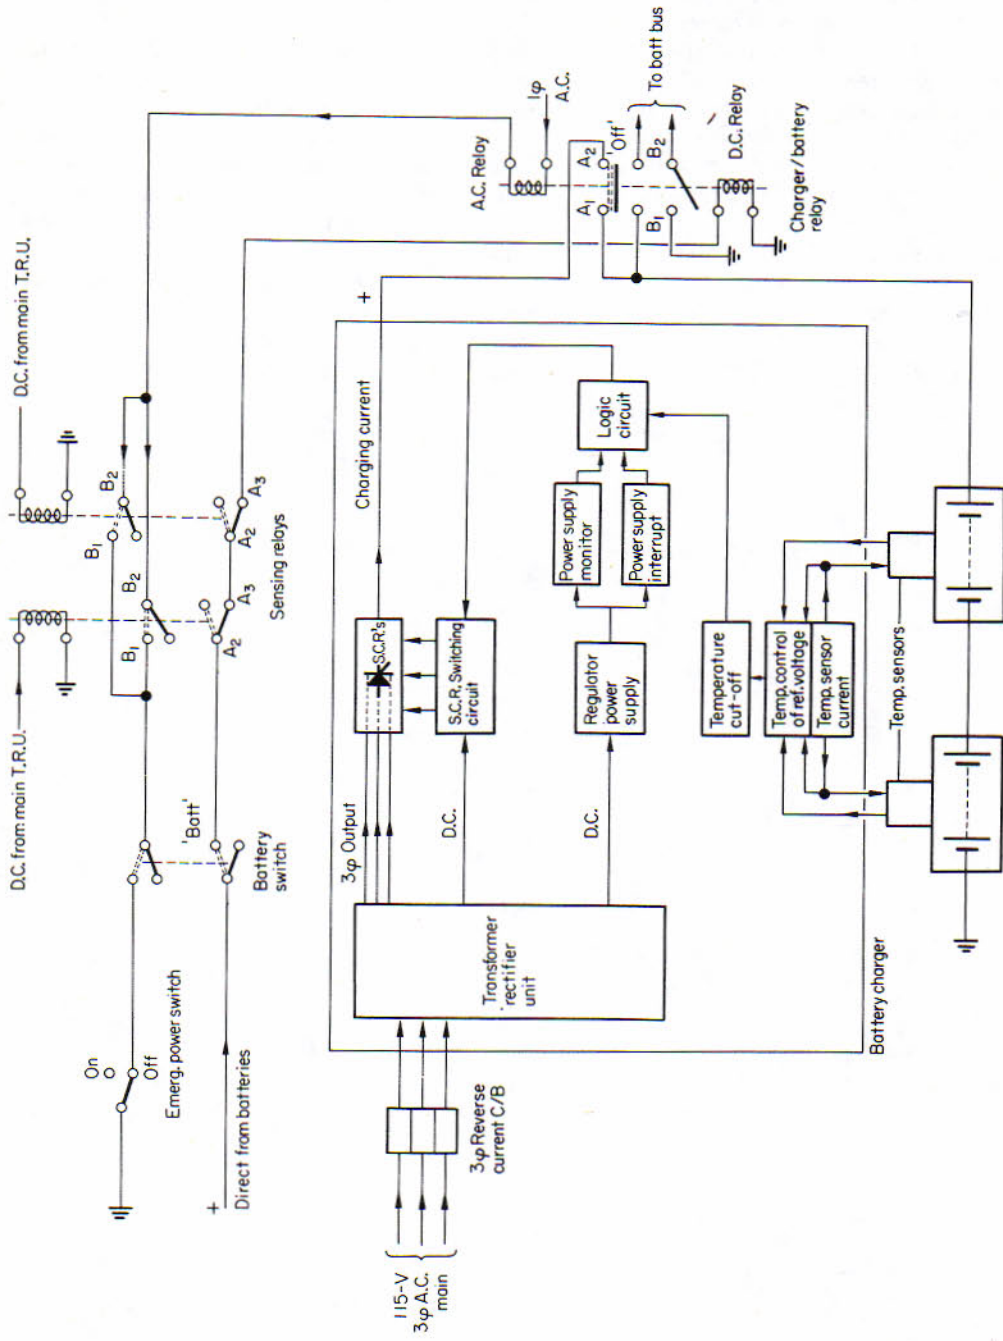 D.C. from main T.R.U.
D.C. from main T.R.U.
On
Off
Emerg. power switch
+
Direct from batteries
'Batt'
Battery
switch
B1
B2
A2
A3
B1
B2
A2
A3
Sensing relays
A.C. Relay
1φ
A.C.
A1
A2
'Off'
B1
B2
To batt bus
D.C. Relay
Charger/battery
relay
115-V
3φ A.C.
main
3φ Reverse
current C/B
Transformer
rectifier
unit
3φ Output
D.C.
D.C.
S.C.R.'s
S.C.R. Switching
circuit
Charging current
+
Regulator
power
supply
Power supply
monitor
Power supply
interrupt
Logic
circuit
Temperature
cut-off
Temp. control
of ref. voltage
Temp. sensor
current
Temp. sensors
Battery charger